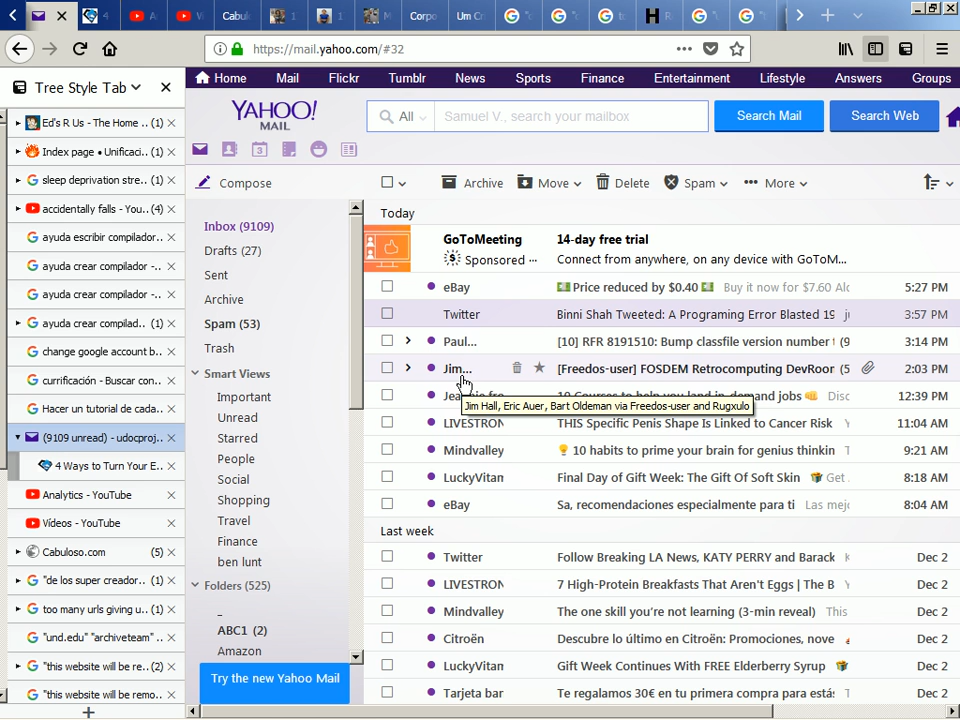 4
Cabulo
1
1
M
Corpo
Um Cr
G "
G "
G to
H R
G "
G "
https://mail.yahoo.com/#32
Tree Style Tab
Home Mail Flickr Tumblr News Sports Finance Entertainment Lifestyle Answers Groups
Ed's R Us - The Home ... (1)
Index page • Unificaci... (1)
sleep deprivation stre... (1)
accidentally falls - You... (4)
ayuda escribir compilador...
ayuda crear compilador -...
ayuda crear compilador -...
ayuda crear compilad... (1)
change google account b...
currificación - Buscar con...
Hacer un tutorial de cada...
(9109 unread) - udocproj...
4 Ways to Turn Your E...
Analytics - YouTube
Vídeos - YouTube
Cabuloso.com (5)
"de los super creador... (1)
too many urls giving u... (1)
"und.edu" "archiveteam" ...
"this website will be re... (2)
"this website will be remo...
YAHOO!
MAIL
All
Samuel V., search your mailbox
Search Mail
Search Web
Compose
Archive Move Delete Spam More
Inbox (9109)
Drafts (27)
Sent
Archive
Spam (53)
Trash
Smart Views
Important
Unread
Starred
People
Social
Shopping
Travel
Finance
ben lunt
Folders (525)
_
ABC1 (2)
Amazon
Try the new Yahoo Mail
Today
GoToMeeting 14-day free trial
Sponsored ··· Connect from anywhere, on any device with GoToM...
eBay Price reduced by $0.40 Buy it now for $7.60 Alc 5:27 PM
Twitter Binni Shah Tweeted: A Programing Error Blasted 19 3:57 PM
Paul... [10] RFR 8191510: Bump classfile version number t (9 3:14 PM
Jim... [Freedos-user] FOSDEM Retrocomputing DevRoom (5 2:03 PM
10 Courses to help you land in-demand jobs Disc 12:39 PM
Jim Hall, Eric Auer, Bart Oldeman via Freedos-user and Rugxulo
LIVESTRON THIS Specific Penis Shape Is Linked to Cancer Risk 11:04 AM
Mindvalley 10 habits to prime your brain for genius thinkin 9:21 AM
LuckyVitan Final Day of Gift Week: The Gift Of Soft Skin Get 8:18 AM
eBay Sa, recomendaciones especialmente para ti Las mejo 8:04 AM
Last week
Twitter Follow Breaking LA News, KATY PERRY and Barack Dec 2
LIVESTRON 7 High-Protein Breakfasts That Aren't Eggs | The B Dec 2
Mindvalley The one skill you're not learning (3-min reveal) This Dec 2
Citroën Descubre lo último en Citroën: Promociones, nove Dec 2
LuckyVitan Gift Week Continues With FREE Elderberry Syrup Dec 2
Tarjeta bar Te regalamos 30€ en tu primera compra para estás Dec 2